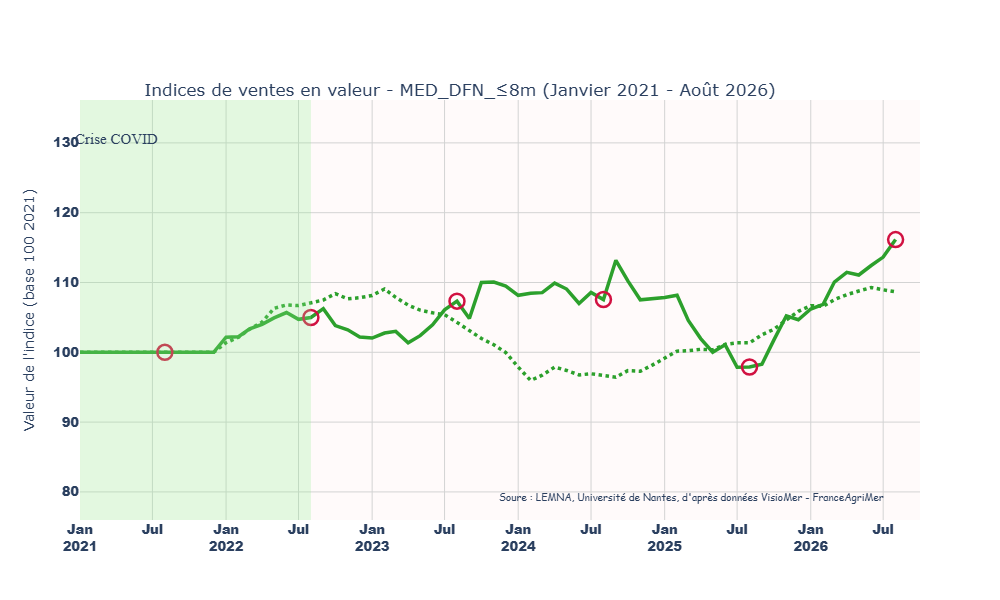 Indices de ventes en valeur - MED_DFN_≤8m (Janvier 2021 - Août 2026)
Crise COVID
Valeur de l'indice (base 100 2021)
130
120
110
100
90
80
Soure : LEMNA, Université de Nantes, d'après données VisioMer - FranceAgriMer
Jan Jul Jan Jul Jan Jul Jan Jul Jan Jul Jan Jul
2021 2022 2023 2024 2025 2026